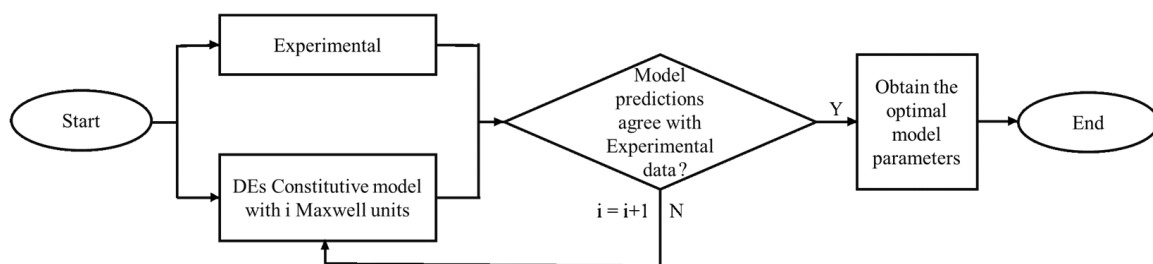 Start
Experimental
DEs Constitutive model
with i Maxwell units
Model
predictions
agree with
Experimental
data?
i = i+1
N
Y
Obtain the
optimal
model
parameters
End